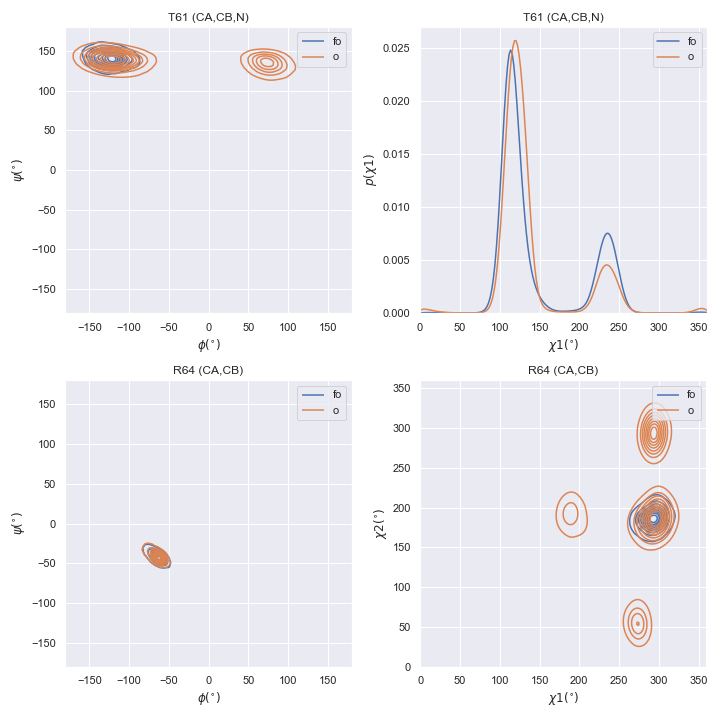 T61 (CA,CB,N)
fo
o
150
100
50
0
−50
−100
−150
ψ(°)
−150 −100 −50 0 50 100 150
ϕ(°)
T61 (CA,CB,N)
fo
o
0.025
0.020
0.015
0.010
0.005
0.000
p(χ1)
0 50 100 150 200 250 300 350
χ1(°)
R64 (CA,CB)
fo
o
150
100
50
0
−50
−100
−150
ψ(°)
−150 −100 −50 0 50 100 150
ϕ(°)
R64 (CA,CB)
fo
o
350
300
250
200
150
100
50
0
χ2(°)
0 50 100 150 200 250 300 350
χ1(°)